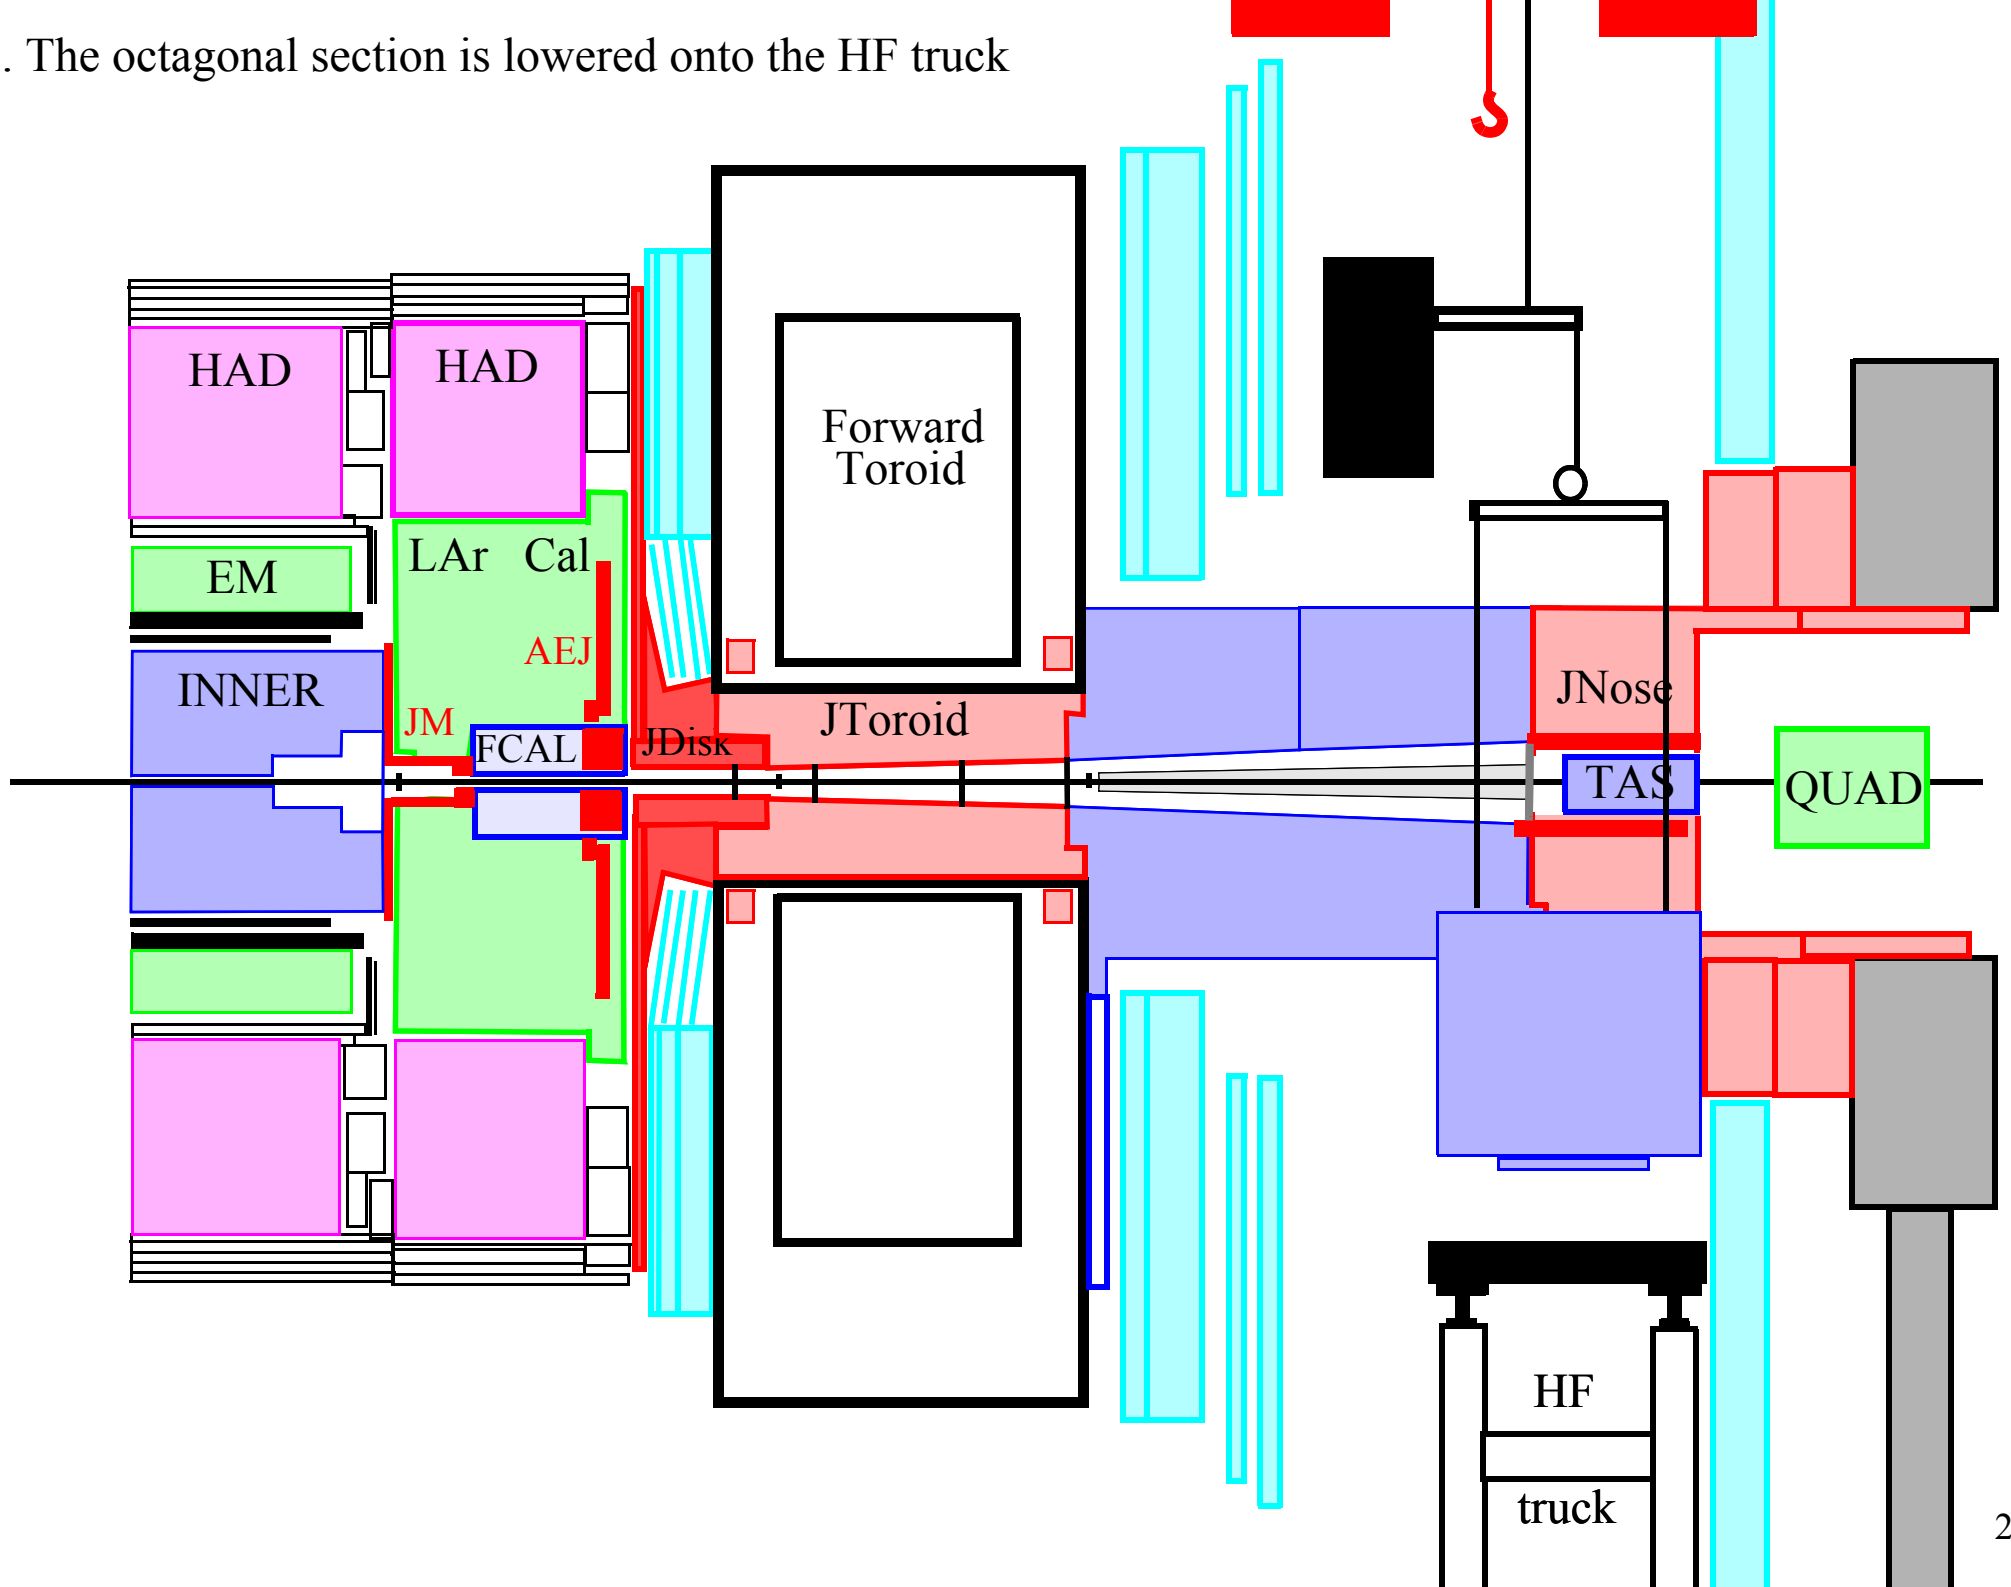 . The octagonal section is lowered onto the HF truck
HAD
HAD
Forward
Toroid
LAr Cal
EM
AEJ
INNER
JM
FCAL
JDisk
JToroid
JNose
TAS
QUAD
HF
truck
2